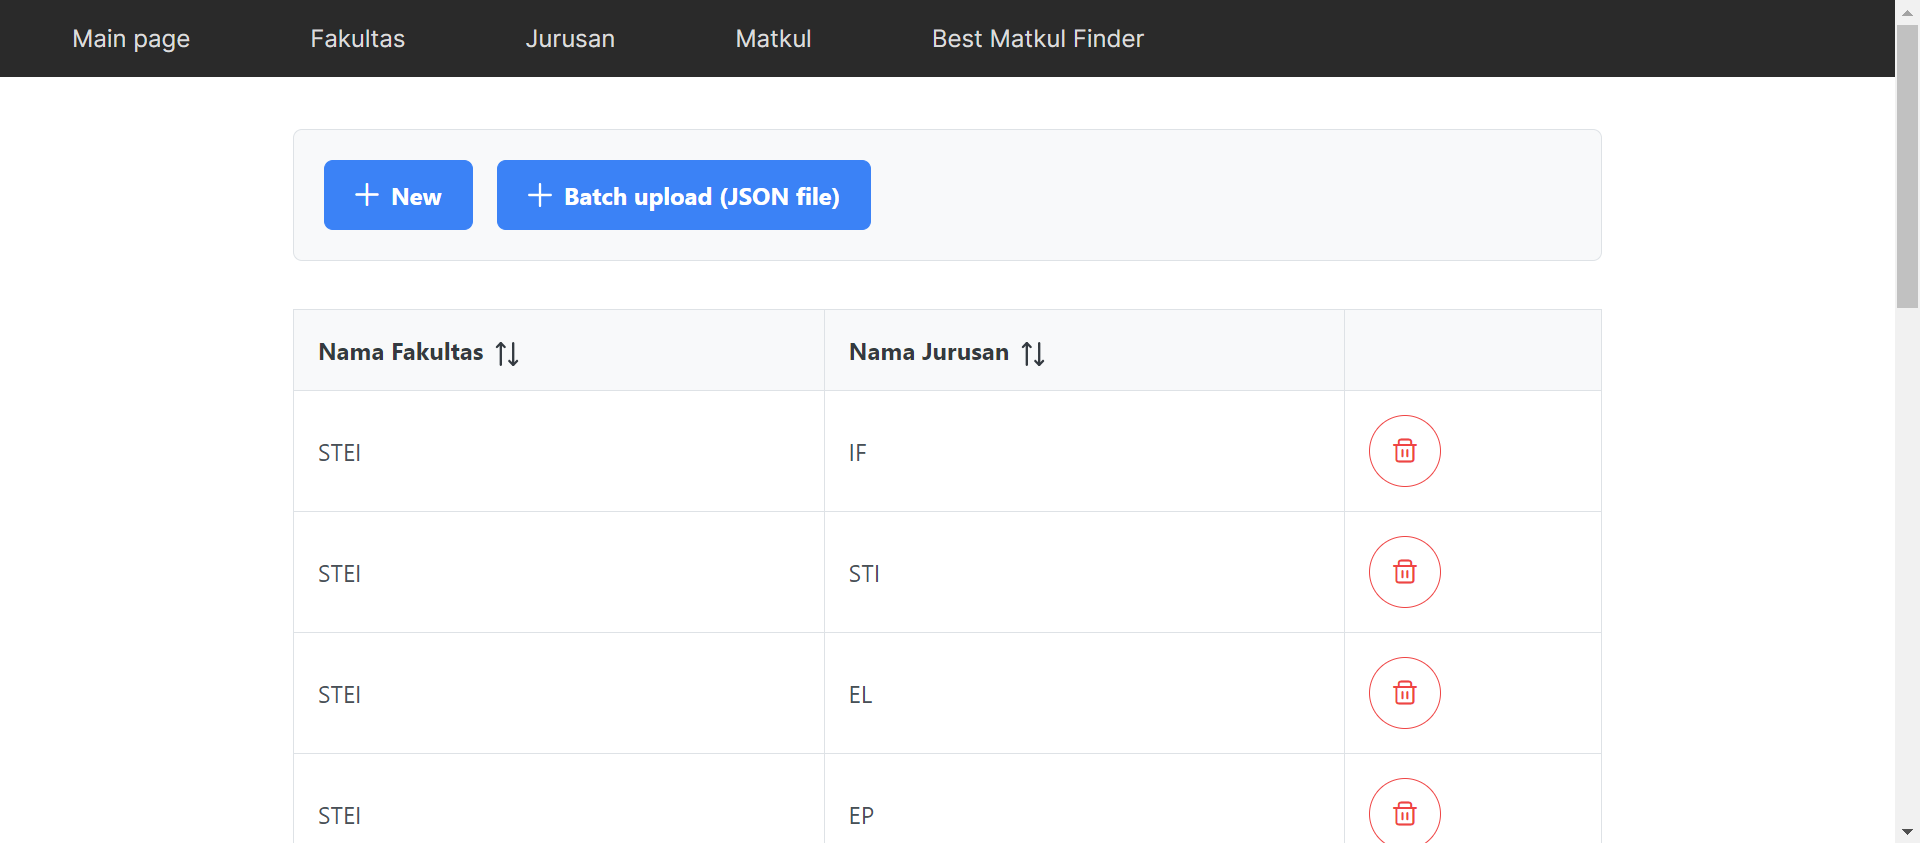 Main page Fakultas Jurusan Matkul Best Matkul Finder
New Batch upload (JSON file)
Nama Fakultas Nama Jurusan
STEI IF
STEI STI
STEI EL
STEI EP